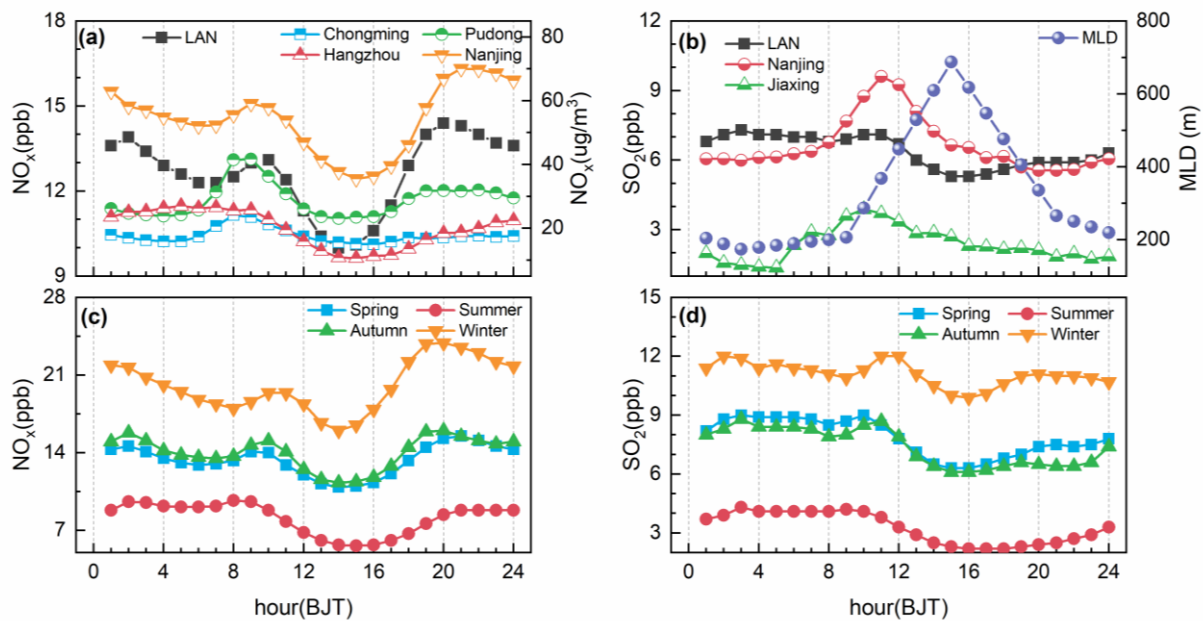 (a) LAN Chongming Pudong
Hangzhou Nanjing
NOx(ppb)
18
15
12
9
NOx(ug/m³)
80
60
40
20
(b) LAN MLD
Nanjing
Jiaxing
SO2(ppb)
12
9
6
3
MLD (m)
800
600
400
200
(c) Spring Summer
Autumn Winter
NOx(ppb)
28
21
14
7
0 4 8 12 16 20 24
hour(BJT)
(d) Spring Summer
Autumn Winter
SO2(ppb)
15
12
9
6
3
0 4 8 12 16 20 24
hour(BJT)